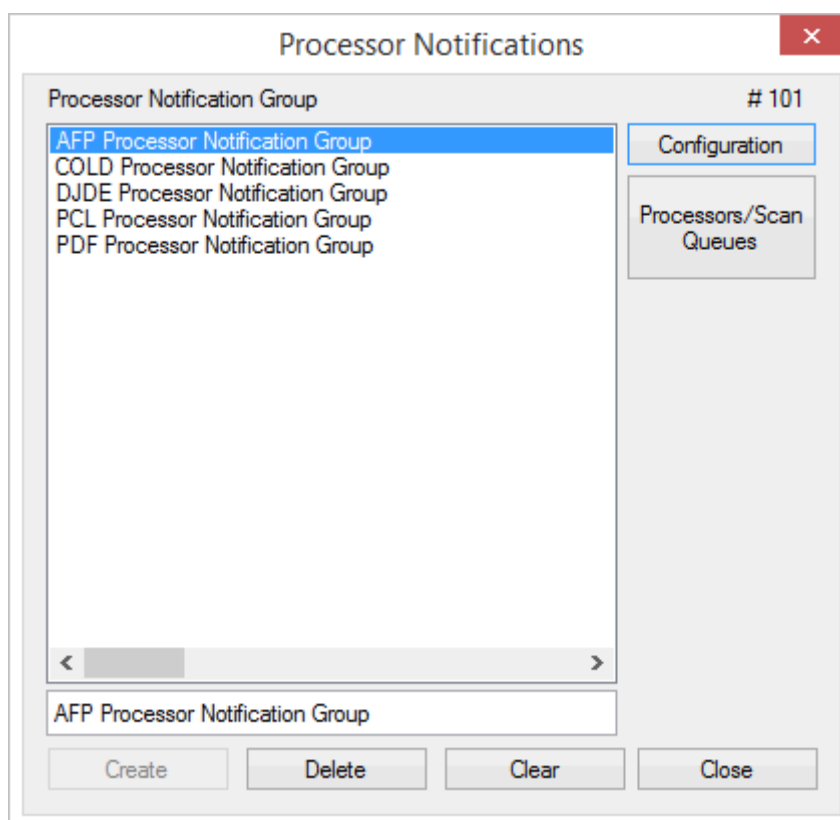 Processor Notifications
Processor Notification Group # 101
AFP Processor Notification Group
COLD Processor Notification Group
DJDE Processor Notification Group
PCL Processor Notification Group
PDF Processor Notification Group
Configuration
Processors/Scan
Queues
AFP Processor Notification Group
Create Delete Clear Close